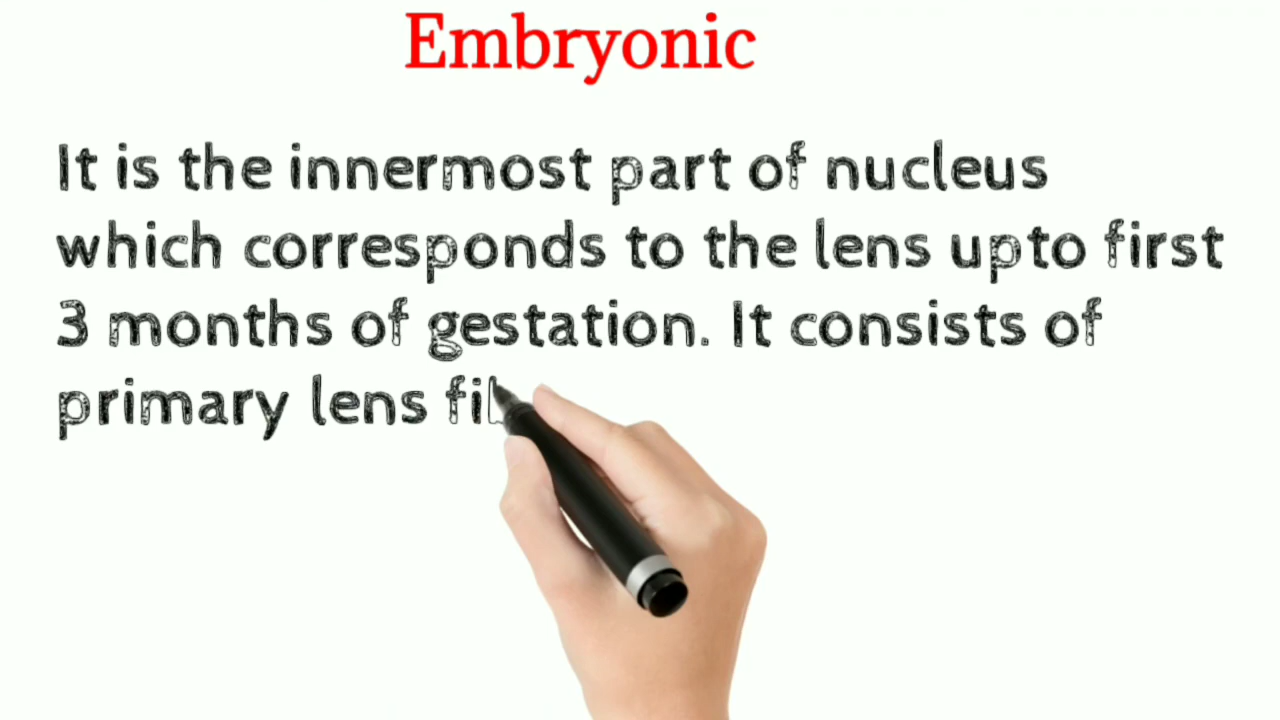 Embryonic
It is the innermost part of nucleus
which corresponds to the lens upto first
3 months of gestation. It consists of
primary lens